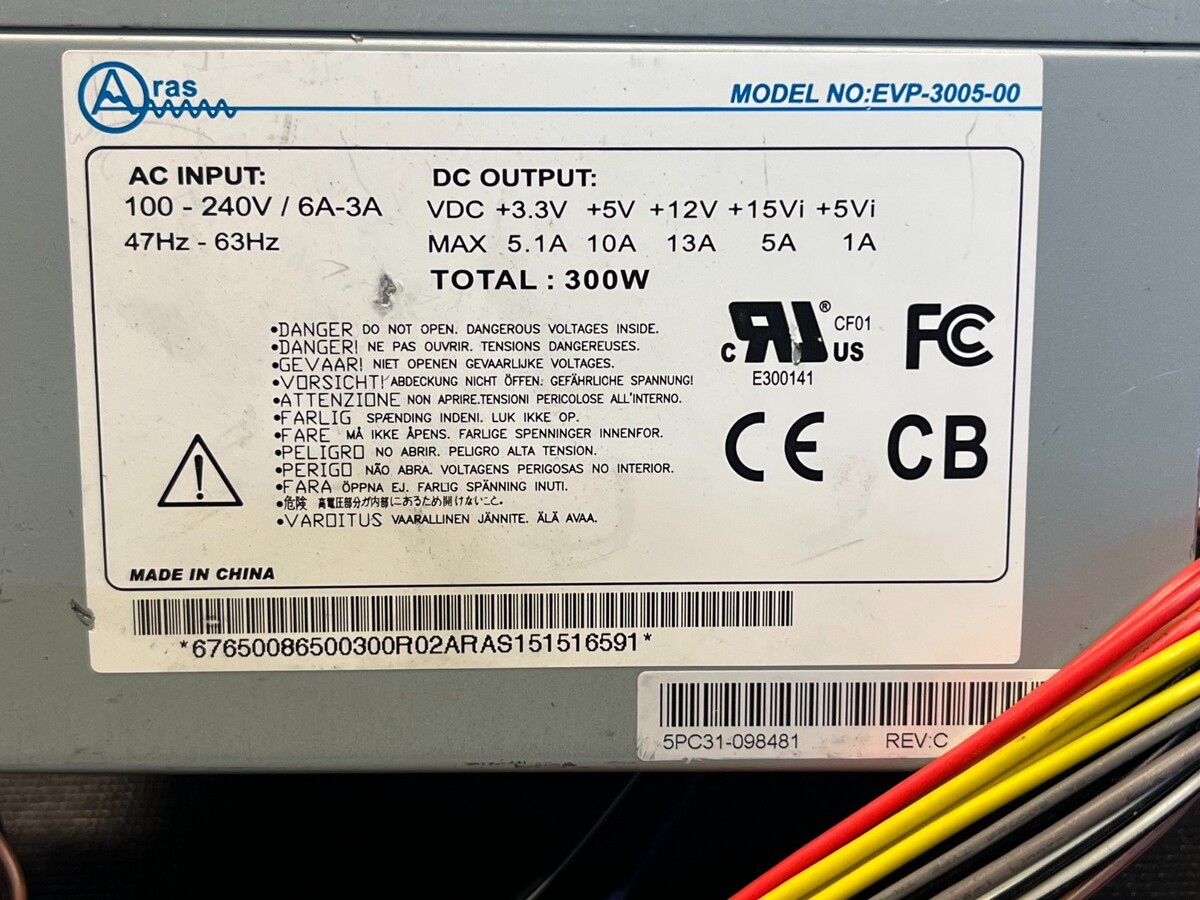 Aras
MODEL NO:EVP-3005-00
AC INPUT:
100 - 240V / 6A-3A
47Hz - 63Hz
DC OUTPUT:
VDC +3.3V +5V +12V +15Vi +5Vi
MAX 5.1A 10A 13A 5A 1A
TOTAL : 300W
•DANGER DO NOT OPEN. DANGEROUS VOLTAGES INSIDE.
•DANGER! NE PAS OUVRIR. TENSIONS DANGEREUSES.
•GEVAAR! NIET OPENEN GEVAARLIJKE VOLTAGES.
•VORSICHT! ABDECKUNG NICHT ÖFFEN: GEFÄHRLICHE SPANNUNG!
•ATTENZIONE NON APRIRE.TENSIONI PERICOLOSE ALL'INTERNO.
•FARLIG SPÆNDING INDENI. LUK IKKE OP.
•FARE MÅ IKKE ÅPENS. FARLIGE SPENNINGER INNENFOR.
•PELIGRO NO ABRIR. PELIGRO ALTA TENSION.
•PERIGO NÃO ABRA. VOLTAGENS PERIGOSAS NO INTERIOR.
•FARA ÖPPNA EJ. FARLIG SPÄNNING INUTI.
•危険 高電圧部分が内部にあるため開けないこと。
•VAROITUS VAARALLINEN JÄNNITE. ÄLÄ AVAA.
c RU ® US CF01
E300141
FC
CE CB
MADE IN CHINA
*67650086500300R02ARAS151516591*
5PC31-098481 REV:C